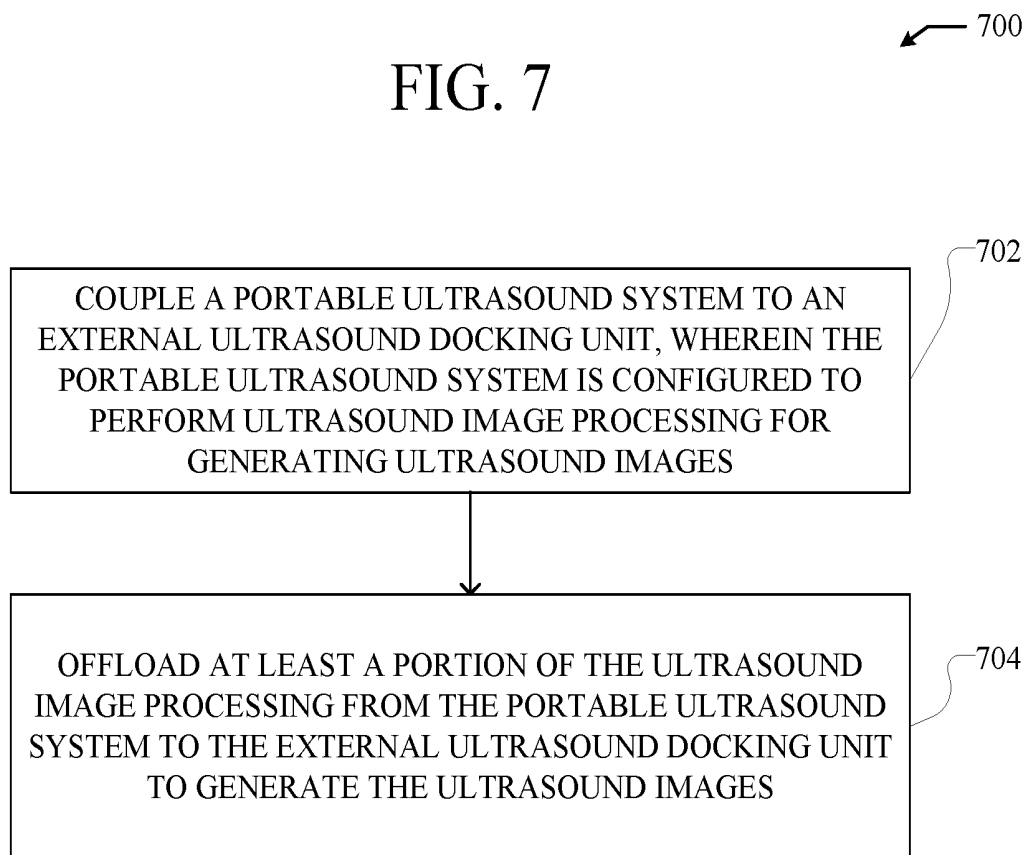 700
FIG. 7
702
COUPLE A PORTABLE ULTRASOUND SYSTEM TO AN
EXTERNAL ULTRASOUND DOCKING UNIT, WHEREIN THE
PORTABLE ULTRASOUND SYSTEM IS CONFIGURED TO
PERFORM ULTRASOUND IMAGE PROCESSING FOR
GENERATING ULTRASOUND IMAGES
704
OFFLOAD AT LEAST A PORTION OF THE ULTRASOUND
IMAGE PROCESSING FROM THE PORTABLE ULTRASOUND
SYSTEM TO THE EXTERNAL ULTRASOUND DOCKING UNIT
TO GENERATE THE ULTRASOUND IMAGES